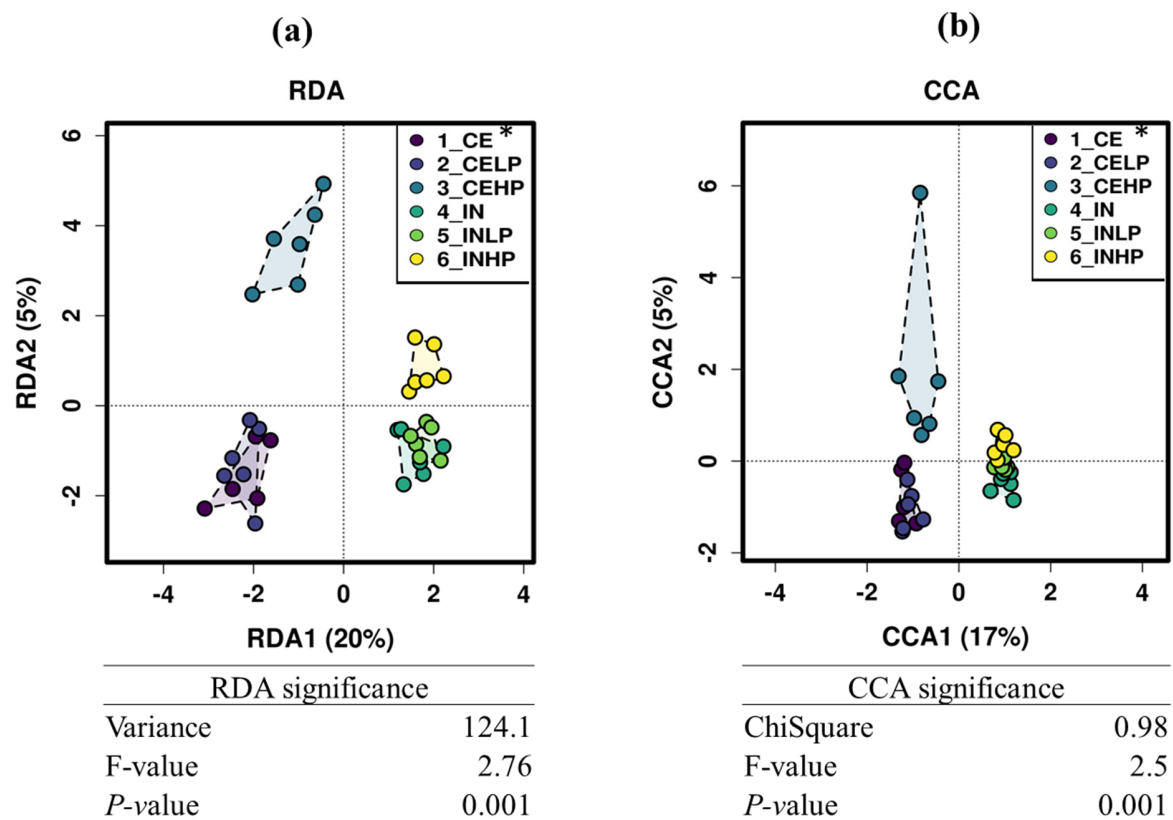 (a)
RDA
6
4
2
0
-2
RDA2 (5%)
1_CE *
2_CELP
3_CEHP
4_IN
5_INLP
6_INHP
-4 -2 0 2 4
RDA1 (20%)
RDA significance
Variance 124.1
F-value 2.76
P-value 0.001
(b)
CCA
6
4
2
0
-2
CCA2 (5%)
1_CE *
2_CELP
3_CEHP
4_IN
5_INLP
6_INHP
-4 -2 0 2 4
CCA1 (17%)
CCA significance
ChiSquare 0.98
F-value 2.5
P-value 0.001